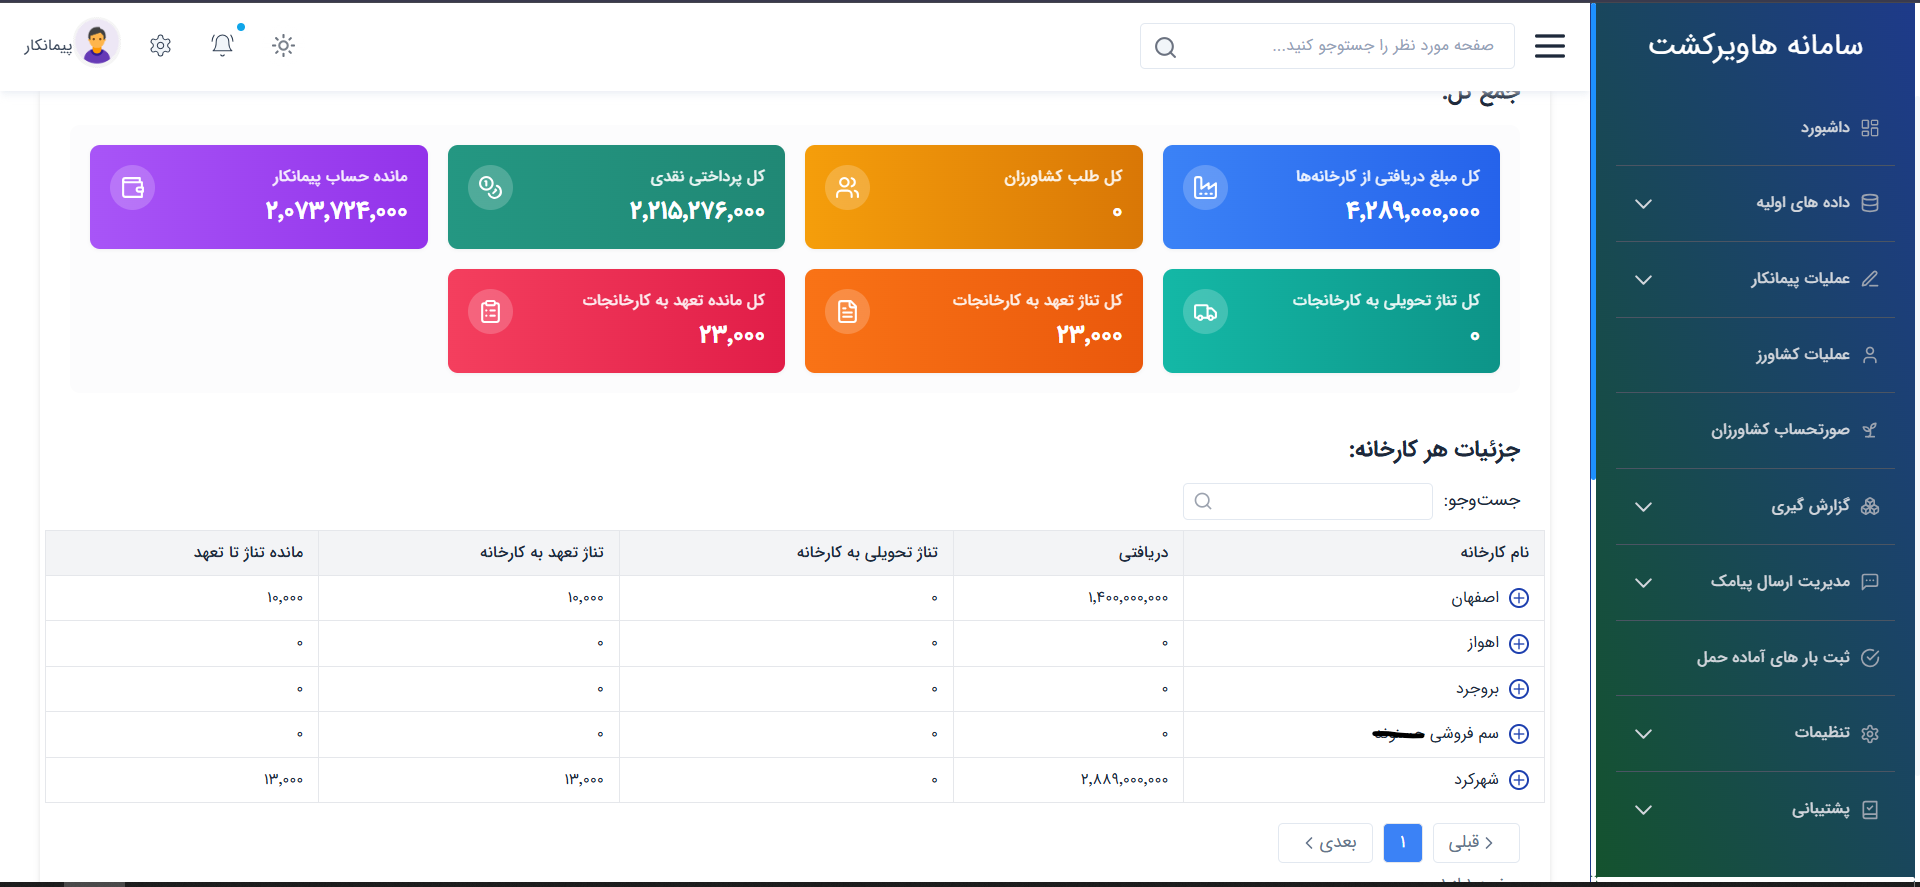 سامانه هاویرکشت
صفحه مورد نظر را جستوجو کنید...
پیمانکار
داشبورد
داده های اولیه
عملیات پیمانکار
عملیات کشاورز
صورتحساب کشاورزان
گزارش گیری
مدیریت ارسال پیامک
ثبت بار های آماده حمل
تنظیمات
پشتیبانی
جمع کل:
کل مبلغ دریافتی از کارخانه‌ها
۴,۲۸۹,۰۰۰,۰۰۰
کل طلب کشاورزان
۰
کل پرداختی نقدی
۲,۲۱۵,۲۷۶,۰۰۰
مانده حساب پیمانکار
۲,۰۷۳,۷۲۴,۰۰۰
کل تناژ تحویلی به کارخانجات
۰
کل تناژ تعهد به کارخانجات
۲۳,۰۰۰
کل مانده تعهد به کارخانجات
۲۳,۰۰۰
جزئیات هر کارخانه:
جست‌وجو:
نام کارخانه دریافتی تناژ تحویلی به کارخانه تناژ تعهد به کارخانه مانده تناژ تا تعهد
اصفهان ۱,۴۰۰,۰۰۰,۰۰۰ ۰ ۱۰,۰۰۰ ۱۰,۰۰۰
اهواز ۰ ۰ ۰ ۰
بروجرد ۰ ۰ ۰ ۰
سم فروشی ۰ ۰ ۰ ۰
شهرکرد ۲,۸۸۹,۰۰۰,۰۰۰ ۰ ۱۳,۰۰۰ ۱۳,۰۰۰
قبلی ۱ بعدی